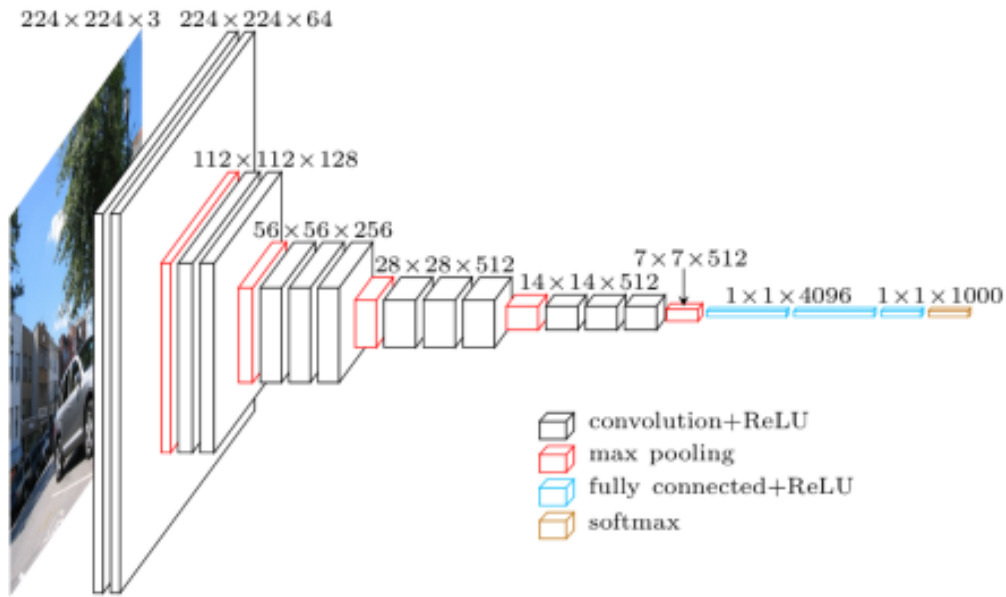 224×224×3
224×224×64
112×112×128
56×56×256
28×28×512
14×14×512
7×7×512
1×1×4096
1×1×1000
convolution+ReLU
max pooling
fully connected+ReLU
softmax